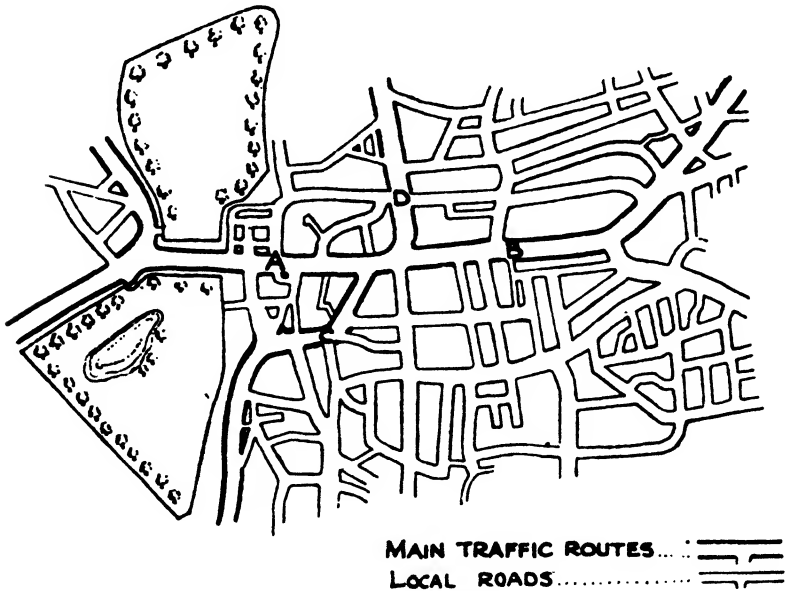 D
B
A
MAIN TRAFFIC ROUTES... :
LOCAL ROADS..............